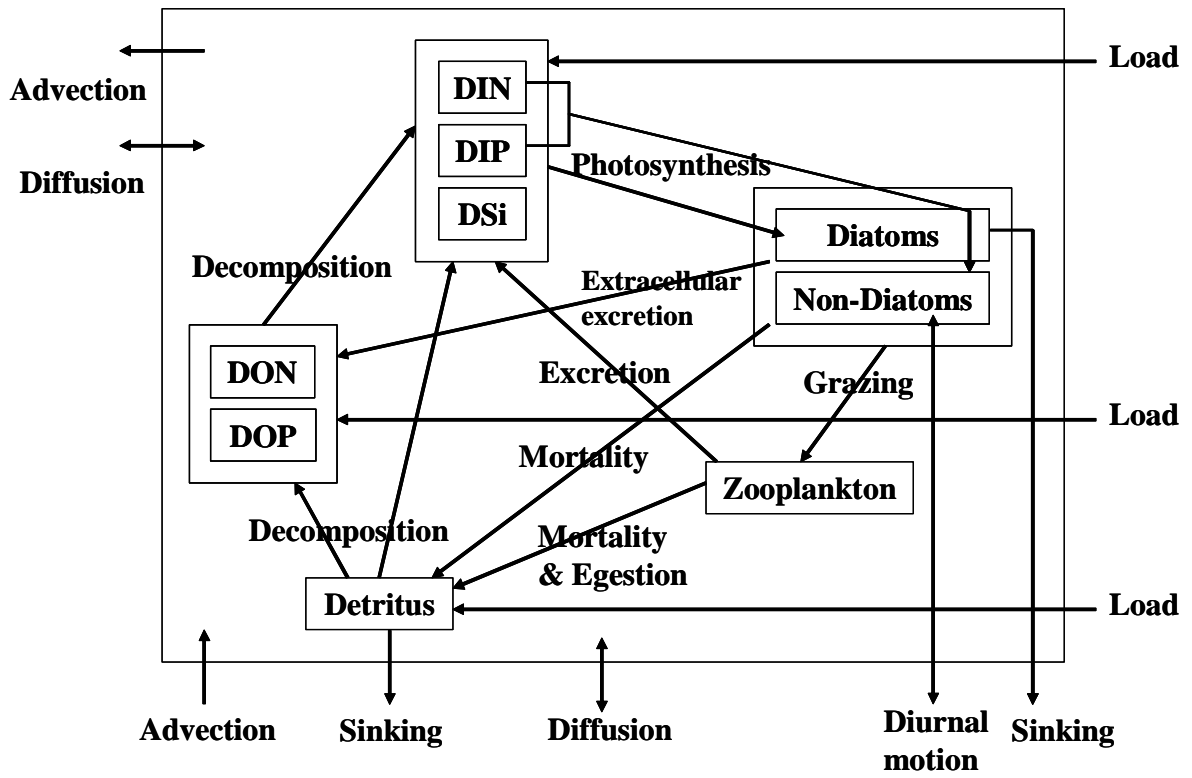 Load
Advection
DIN
DIP
DSi
Diffusion
Photosynthesis
Diatoms
Non-Diatoms
Decomposition
Extracellular
excretion
DON
DOP
Excretion
Grazing
Load
Mortality
Zooplankton
Decomposition
Mortality
& Egestion
Detritus
Load
Advection
Sinking
Diffusion
Diurnal
motion
Sinking